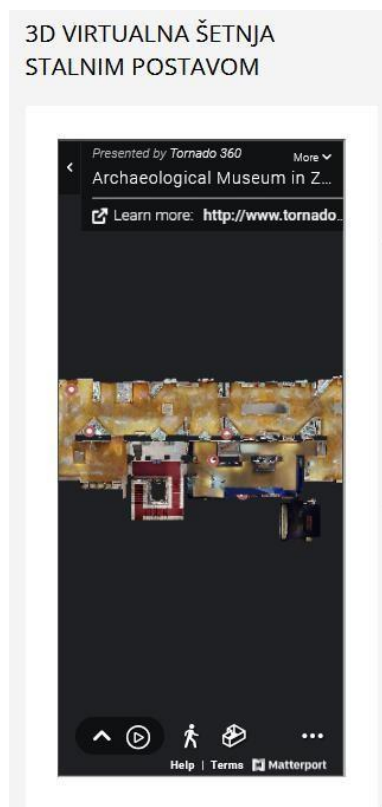 3D VIRTUALNA ŠETNJA
STALNIM POSTAVOM
Presented by Tornado 360
More
Archaeological Museum in Z...
Learn more: http://www.tornado...
Help | Terms Matterport